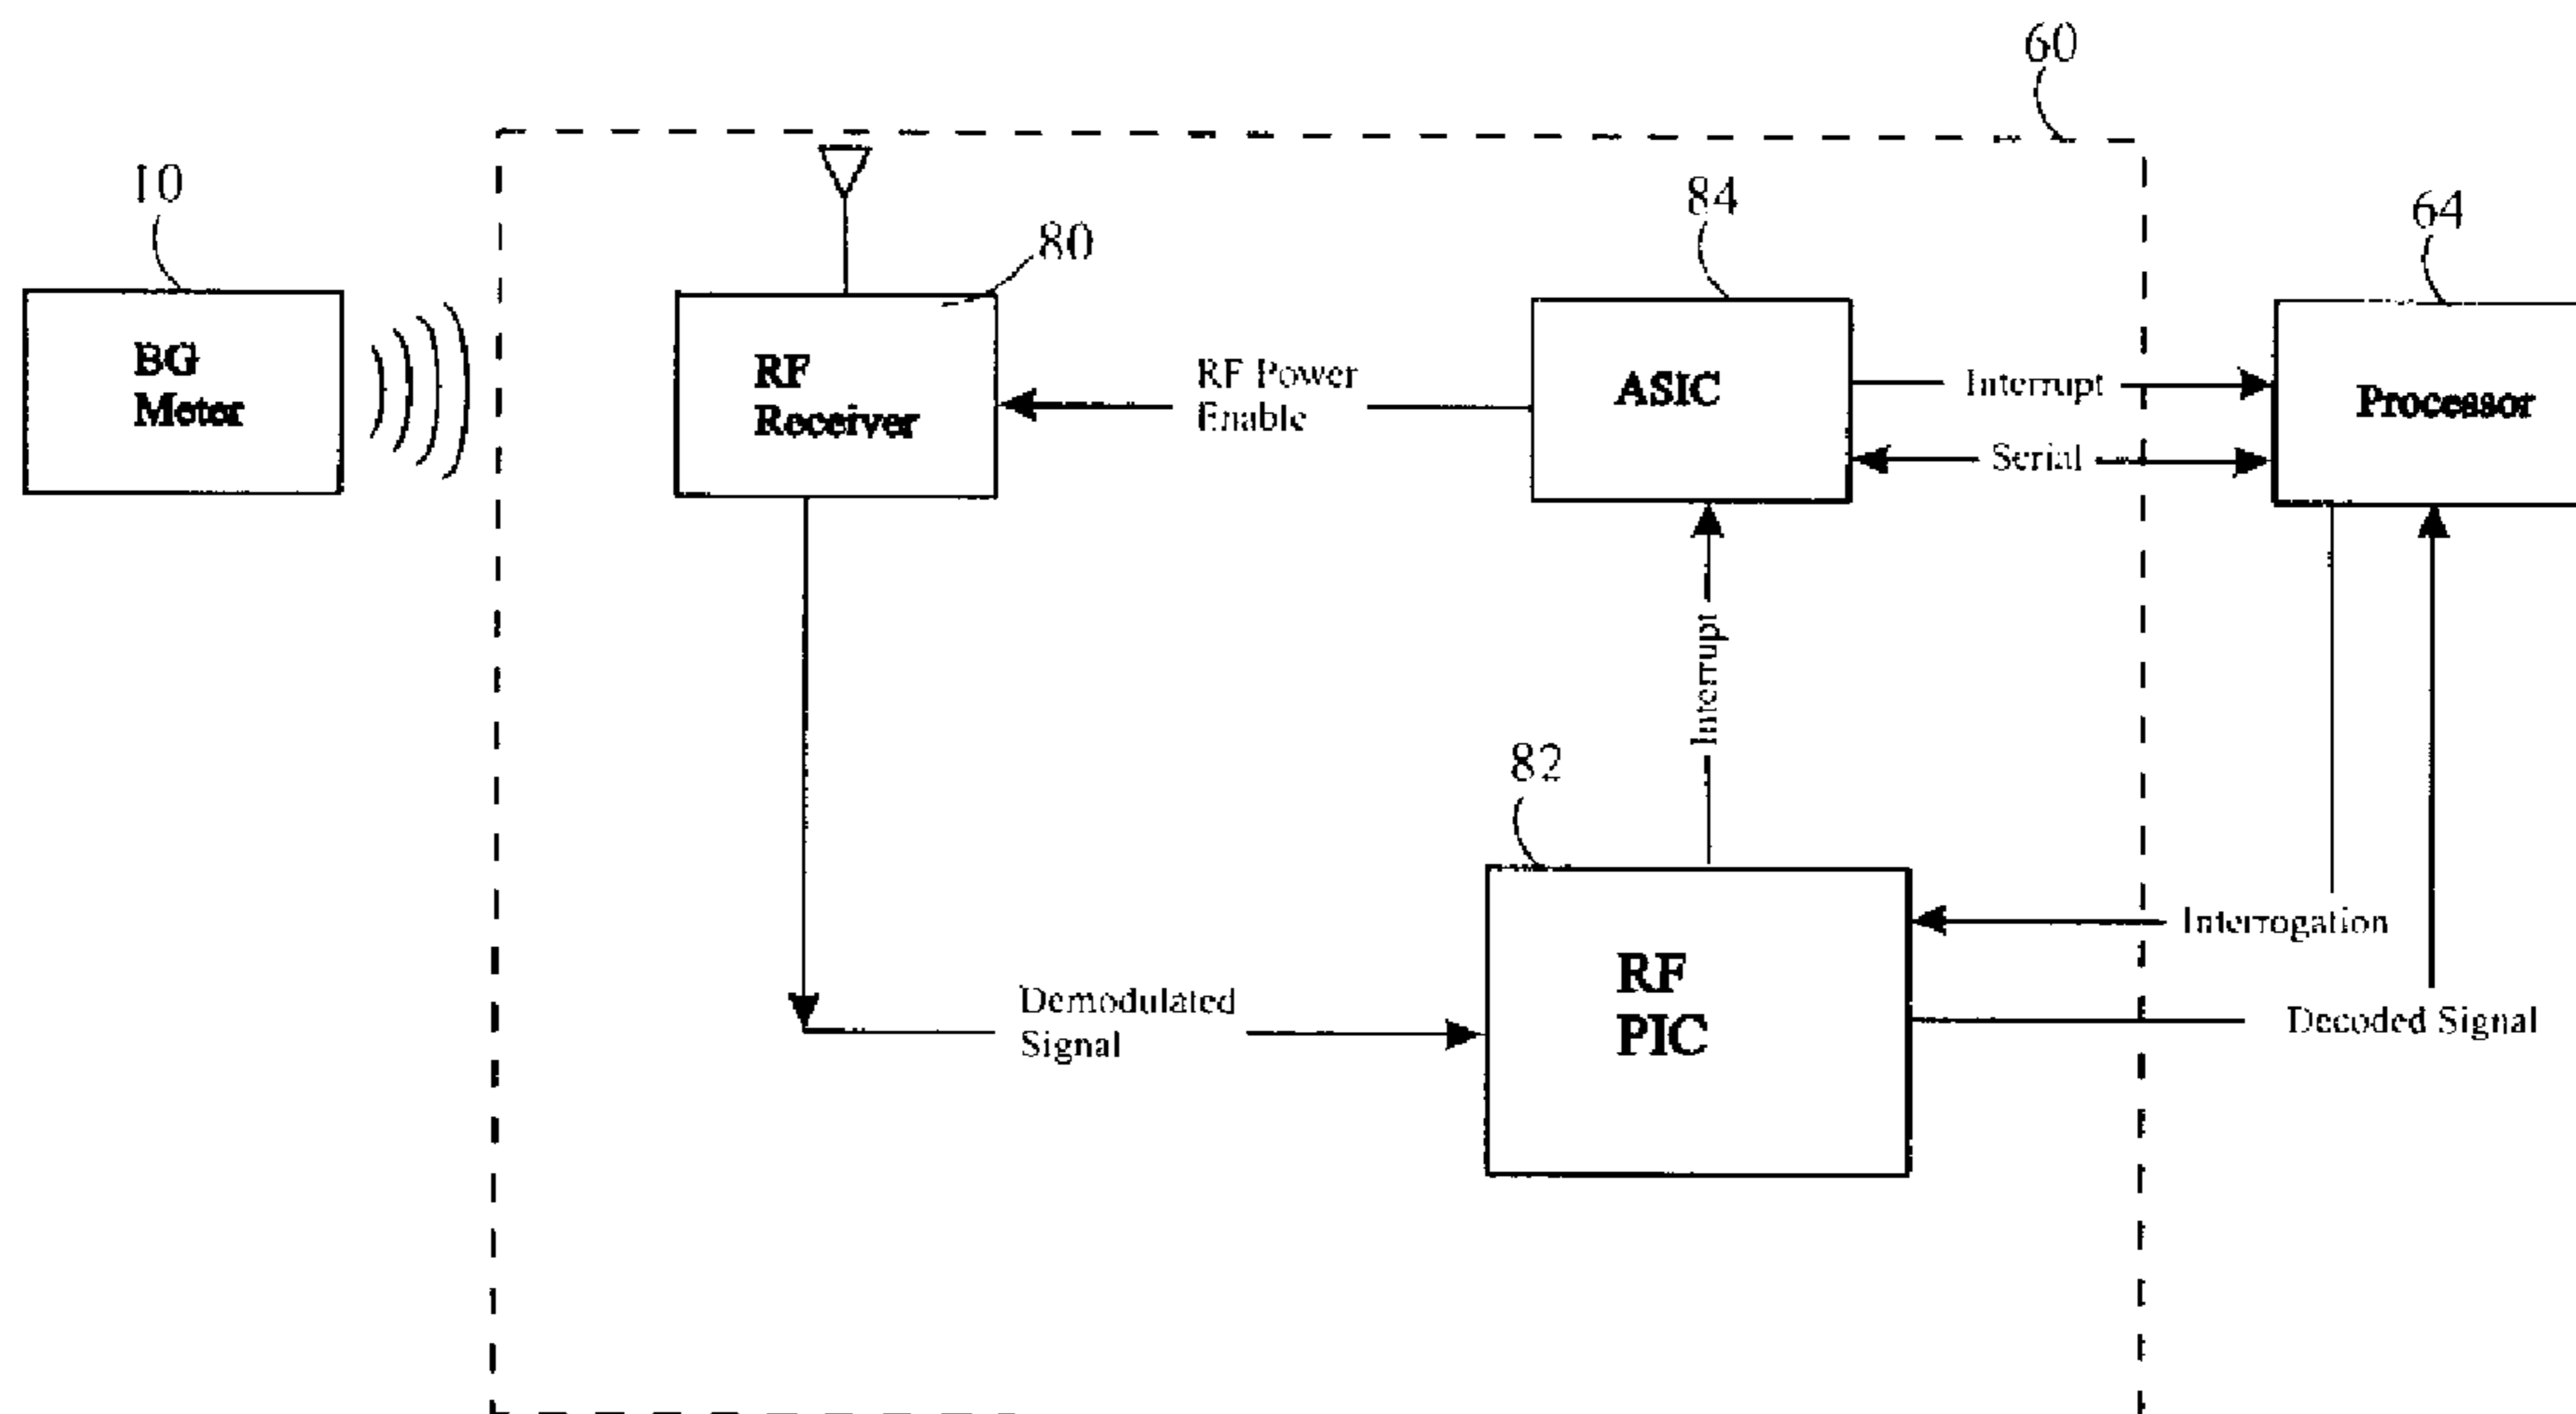 60
10
84
64
80
BG
Meter
RF
Receiver
RF Power
Enable
ASIC
Interrupt
Serial
Processor
Interrupt
82
Interrogation
RF
PIC
Demodulated
Signal
Decoded Signal